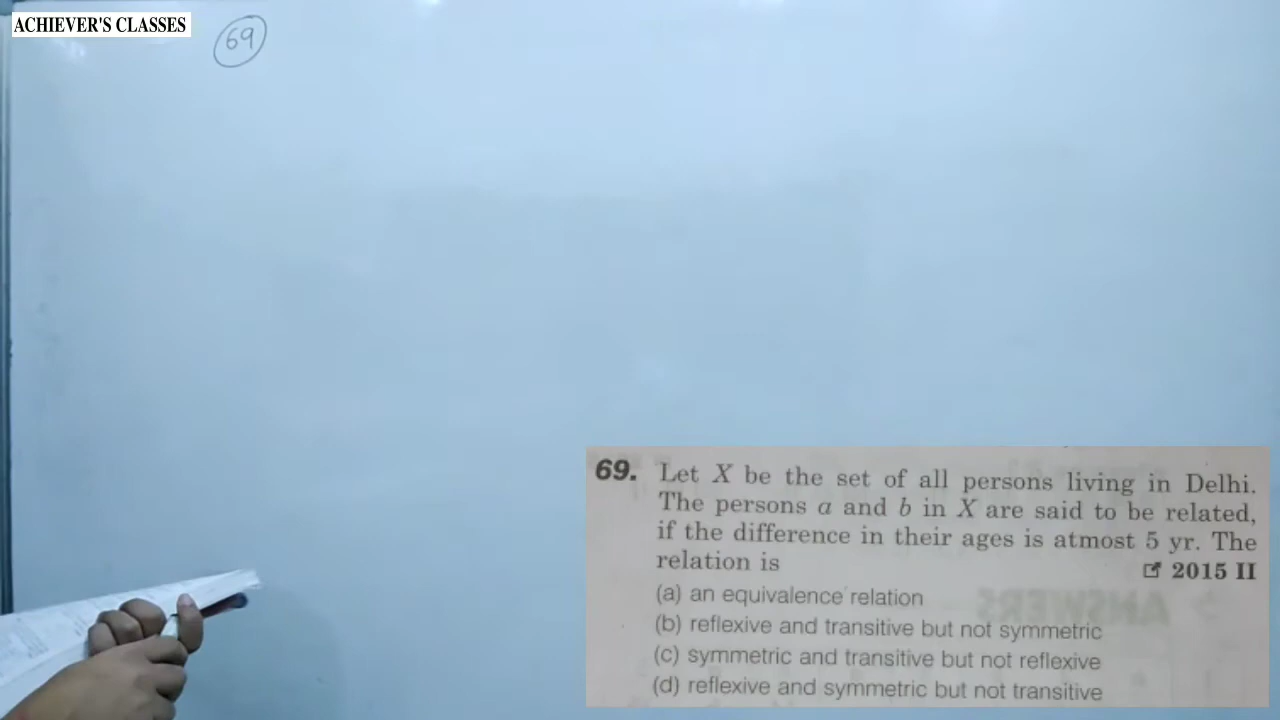 ACHIEVER'S CLASSES
69
69. Let X be the set of all persons living in Delhi.
The persons a and b in X are said to be related,
if the difference in their ages is atmost 5 yr. The
relation is 2015 II
(a) an equivalence relation
(b) reflexive and transitive but not symmetric
(c) symmetric and transitive but not reflexive
(d) reflexive and symmetric but not transitive
ANSWERS